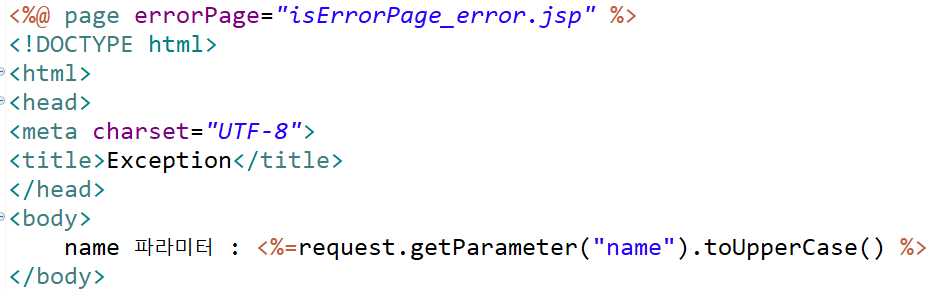 <%@ page errorPage="isErrorPage_error.jsp" %>
<!DOCTYPE html>
<html>
<head>
<meta charset="UTF-8">
<title>Exception</title>
</head>
<body>
    name 파라미터 : <%=request.getParameter("name").toUpperCase() %>
</body>